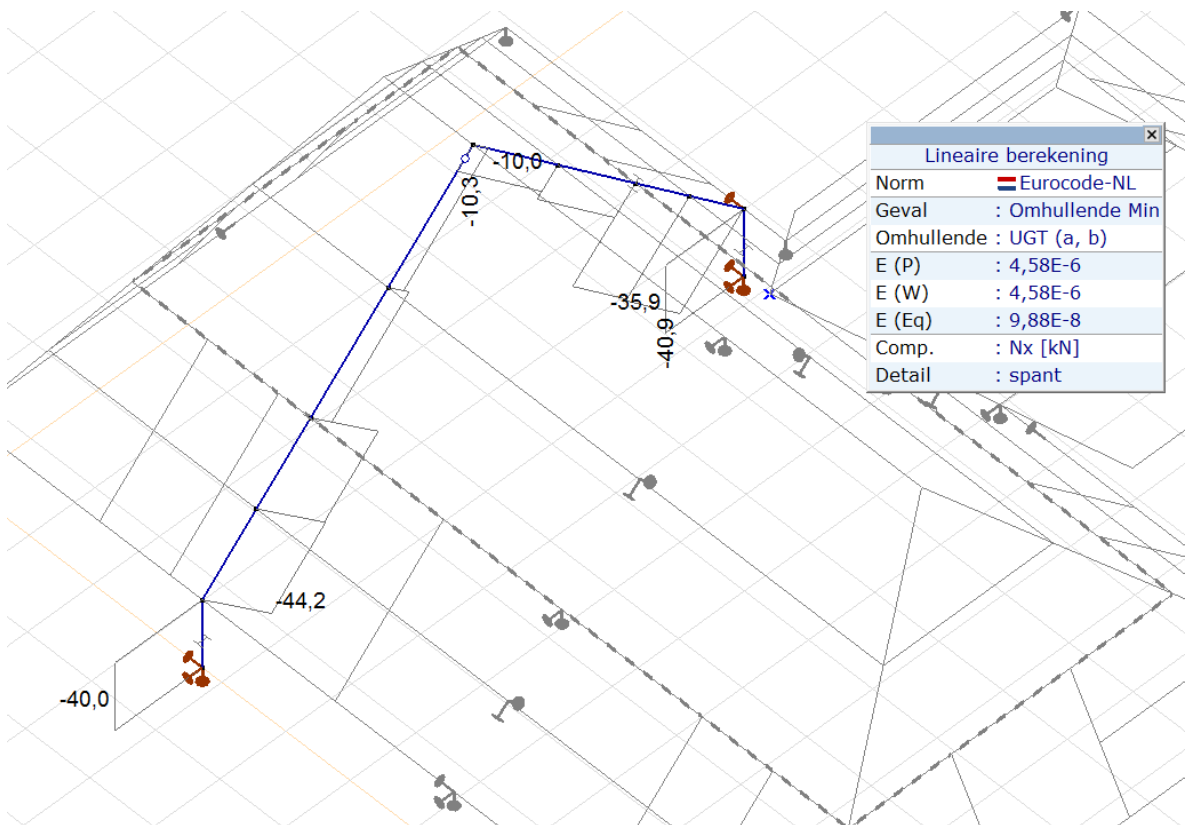 -10,0
-10,3
-35,9
-40,9
-44,2
-40,0
Lineaire berekening
Norm Eurocode-NL
Geval : Omhullende Min
Omhullende : UGT (a, b)
E (P) : 4,58E-6
E (W) : 4,58E-6
E (Eq) : 9,88E-8
Comp. : Nx [kN]
Detail : spant